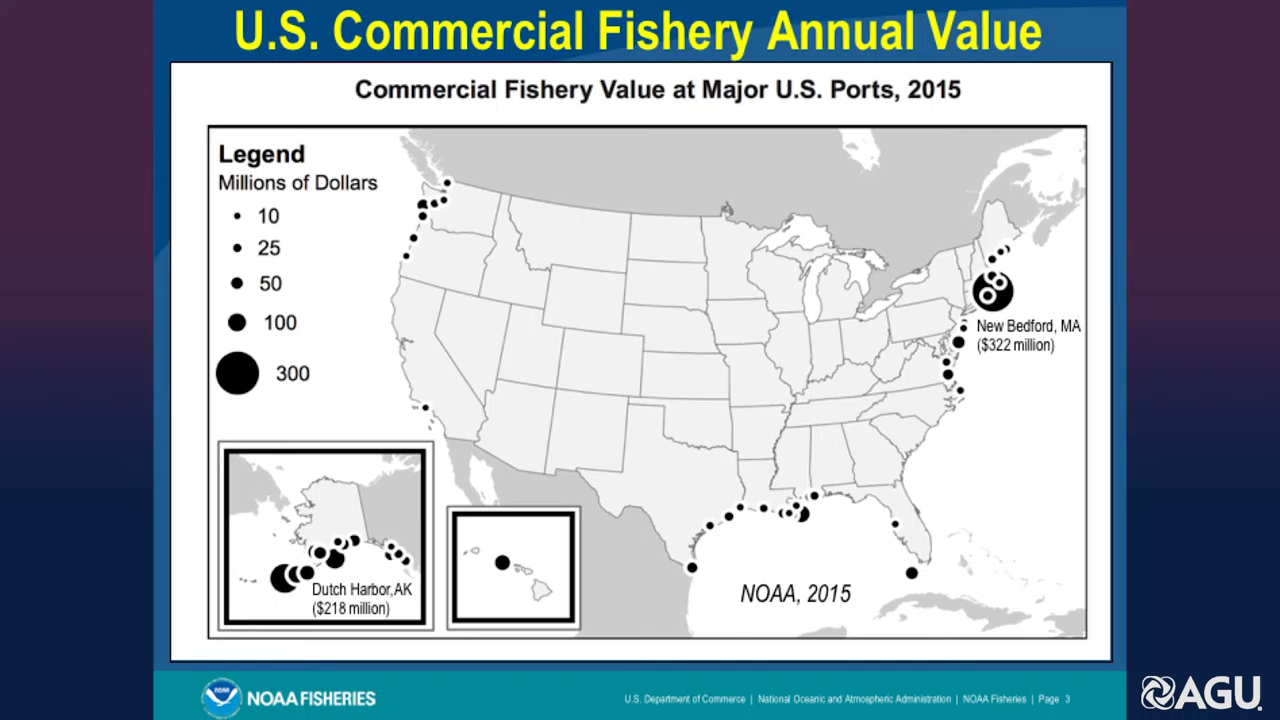 U.S. Commercial Fishery Annual Value
Commercial Fishery Value at Major U.S. Ports, 2015
Legend
Millions of Dollars
10
25
50
100
300
New Bedford, MA
($322 million)
Dutch Harbor,AK
($218 million)
NOAA, 2015
NOAA
NOAA FISHERIES
U.S. Department of Commerce | National Oceanic and Atmospheric Administration | NOAA Fisheries | Page 3
AGU